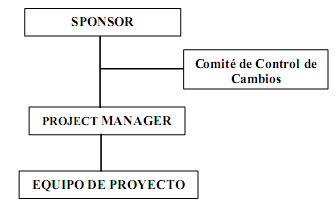 SPONSOR
Comité de Control de
Cambios
PROJECT MANAGER
EQUIPO DE PROYECTO